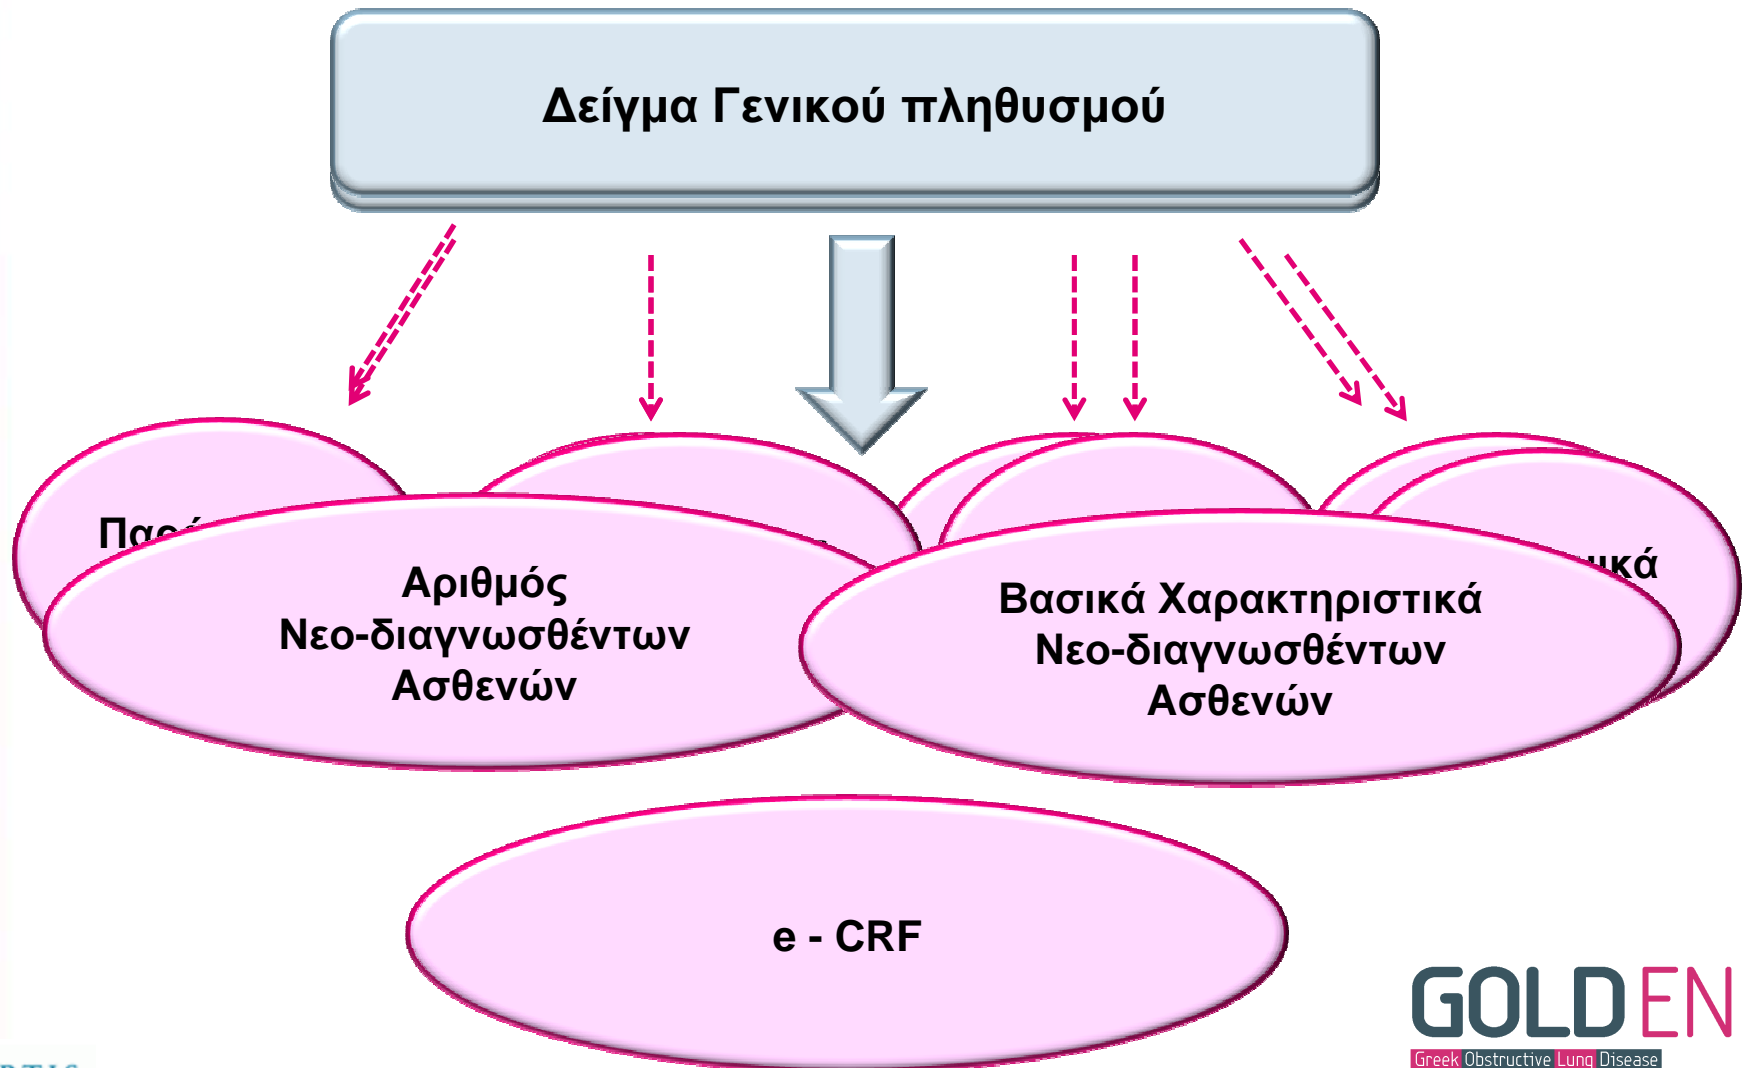 Δείγμα Γενικού πληθυσμού
Αριθμός
Νεο-διαγνωσθέντων
Ασθενών
Βασικά Χαρακτηριστικά
Νεο-διαγνωσθέντων
Ασθενών
e - CRF
GOLDEN
Greek Obstructive Lung Disease